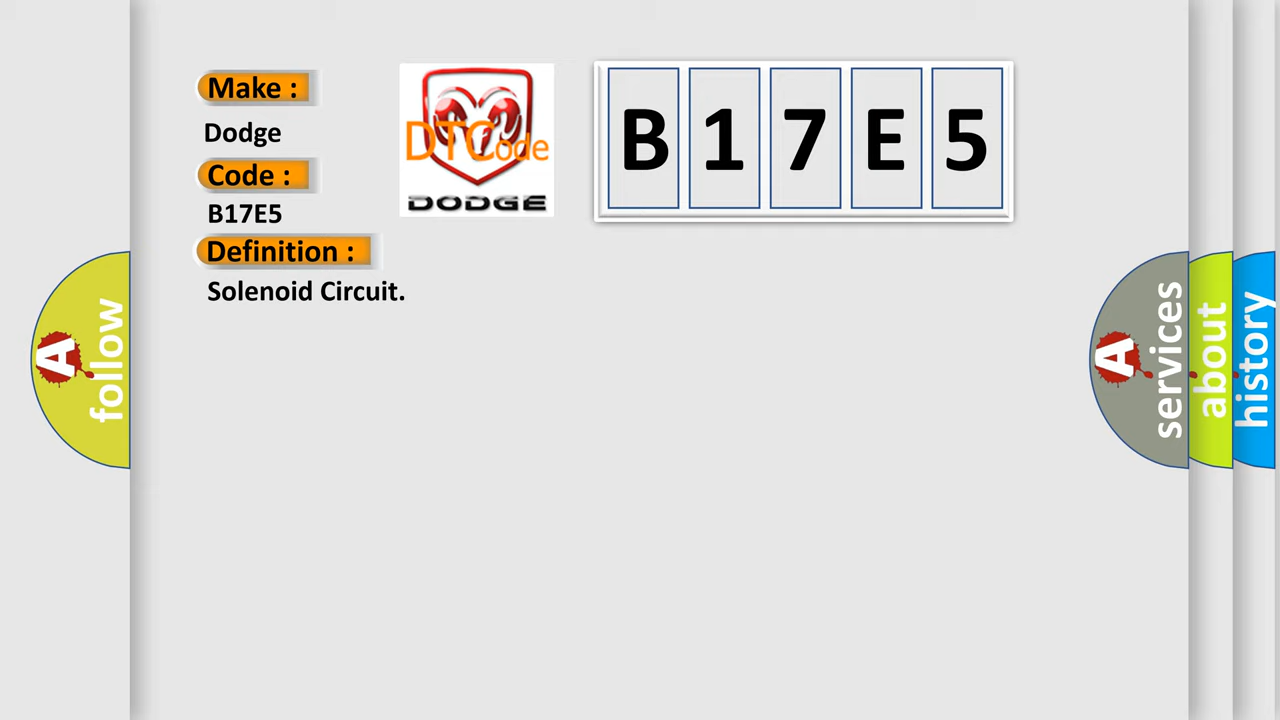 Make :
Dodge
Code :
B17E5
Definition :
Solenoid Circuit.
DTCode
DODGE
B 1 7 E 5
A follow
A services
about
history